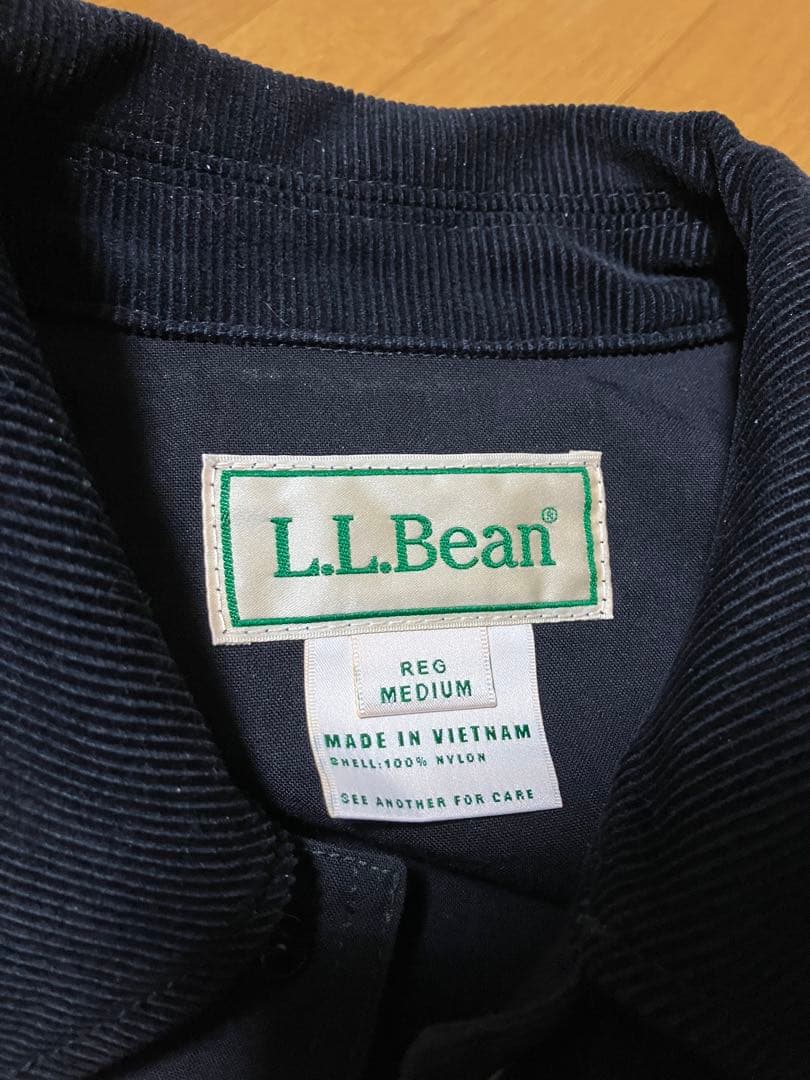 L.L.Bean®
REG
MEDIUM
MADE IN VIETNAM
SHELL:100% NYLON
SEE ANOTHER FOR CARE